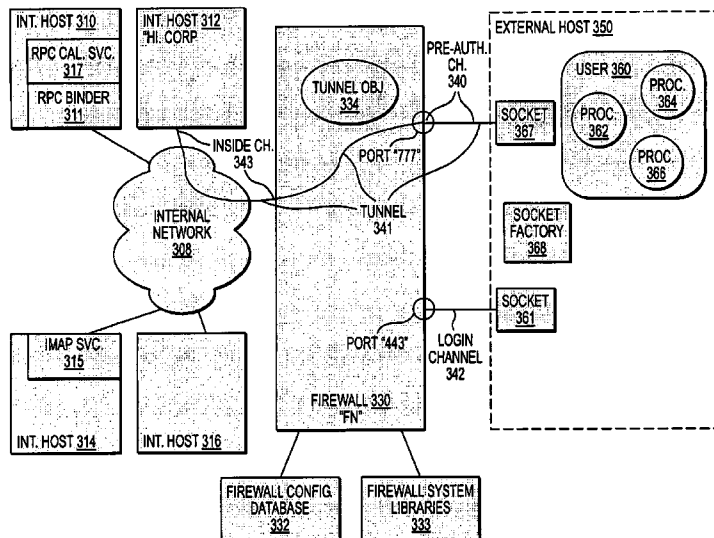 INT. HOST 310
RPC CAL. SVC.
317
RPC BINDER
311
INT. HOST 312
"HI. CORP
INSIDE CH.
343
INTERNAL
NETWORK
308
IMAP SVC.
315
INT. HOST 314
INT. HOST 316
TUNNEL OBJ.
334
PRE-AUTH.
CH.
340
PORT "777"
TUNNEL
341
PORT "443"
LOGIN
CHANNEL
342
FIREWALL 330
"FN"
FIREWALL CONFIG.
DATABASE
332
FIREWALL SYSTEM
LIBRARIES
333
EXTERNAL HOST 350
USER 360
PROC.
362
PROC.
364
PROC.
366
SOCKET
367
SOCKET
FACTORY
368
SOCKET
361